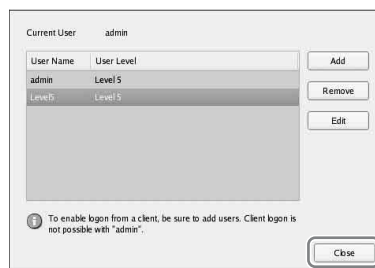 Current User admin
User Name User Level
Add
admin Level 5
Remove
Level5 Level 5
Edit
To enable logon from a client, be sure to add users. Client logon is
not possible with "admin".
Close